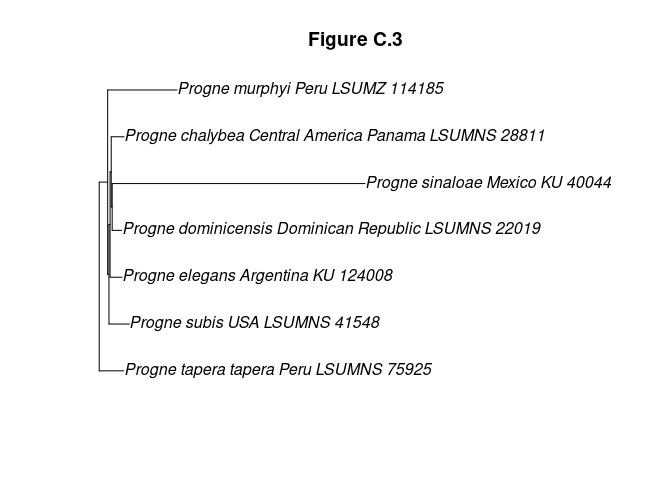 Figure C.3
Progne murphyi Peru LSUMZ 114185
Progne chalybea Central America Panama LSUMNS 28811
Progne sinaloae Mexico KU 40044
Progne dominicensis Dominican Republic LSUMNS 22019
Progne elegans Argentina KU 124008
Progne subis USA LSUMNS 41548
Progne tapera tapera Peru LSUMNS 75925